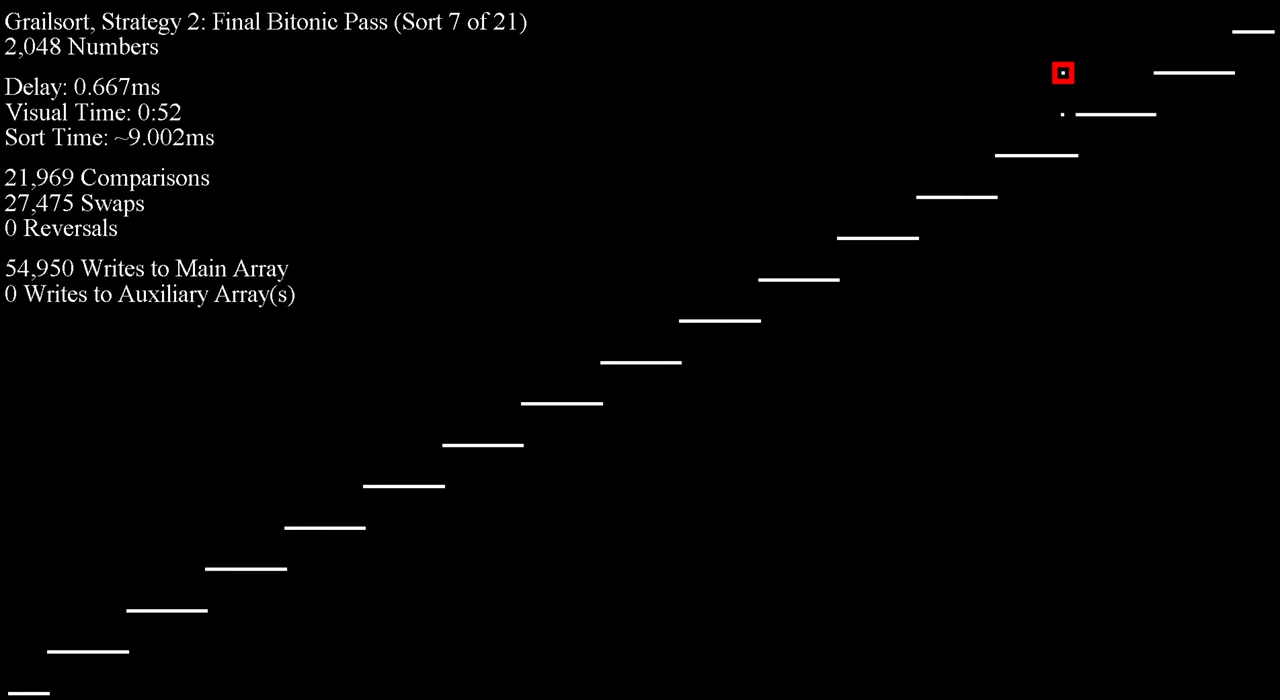 Grailsort, Strategy 2: Final Bitonic Pass (Sort 7 of 21)
2,048 Numbers
Delay: 0.667ms
Visual Time: 0:52
Sort Time: ~9.002ms
21,969 Comparisons
27,475 Swaps
0 Reversals
54,950 Writes to Main Array
0 Writes to Auxiliary Array(s)